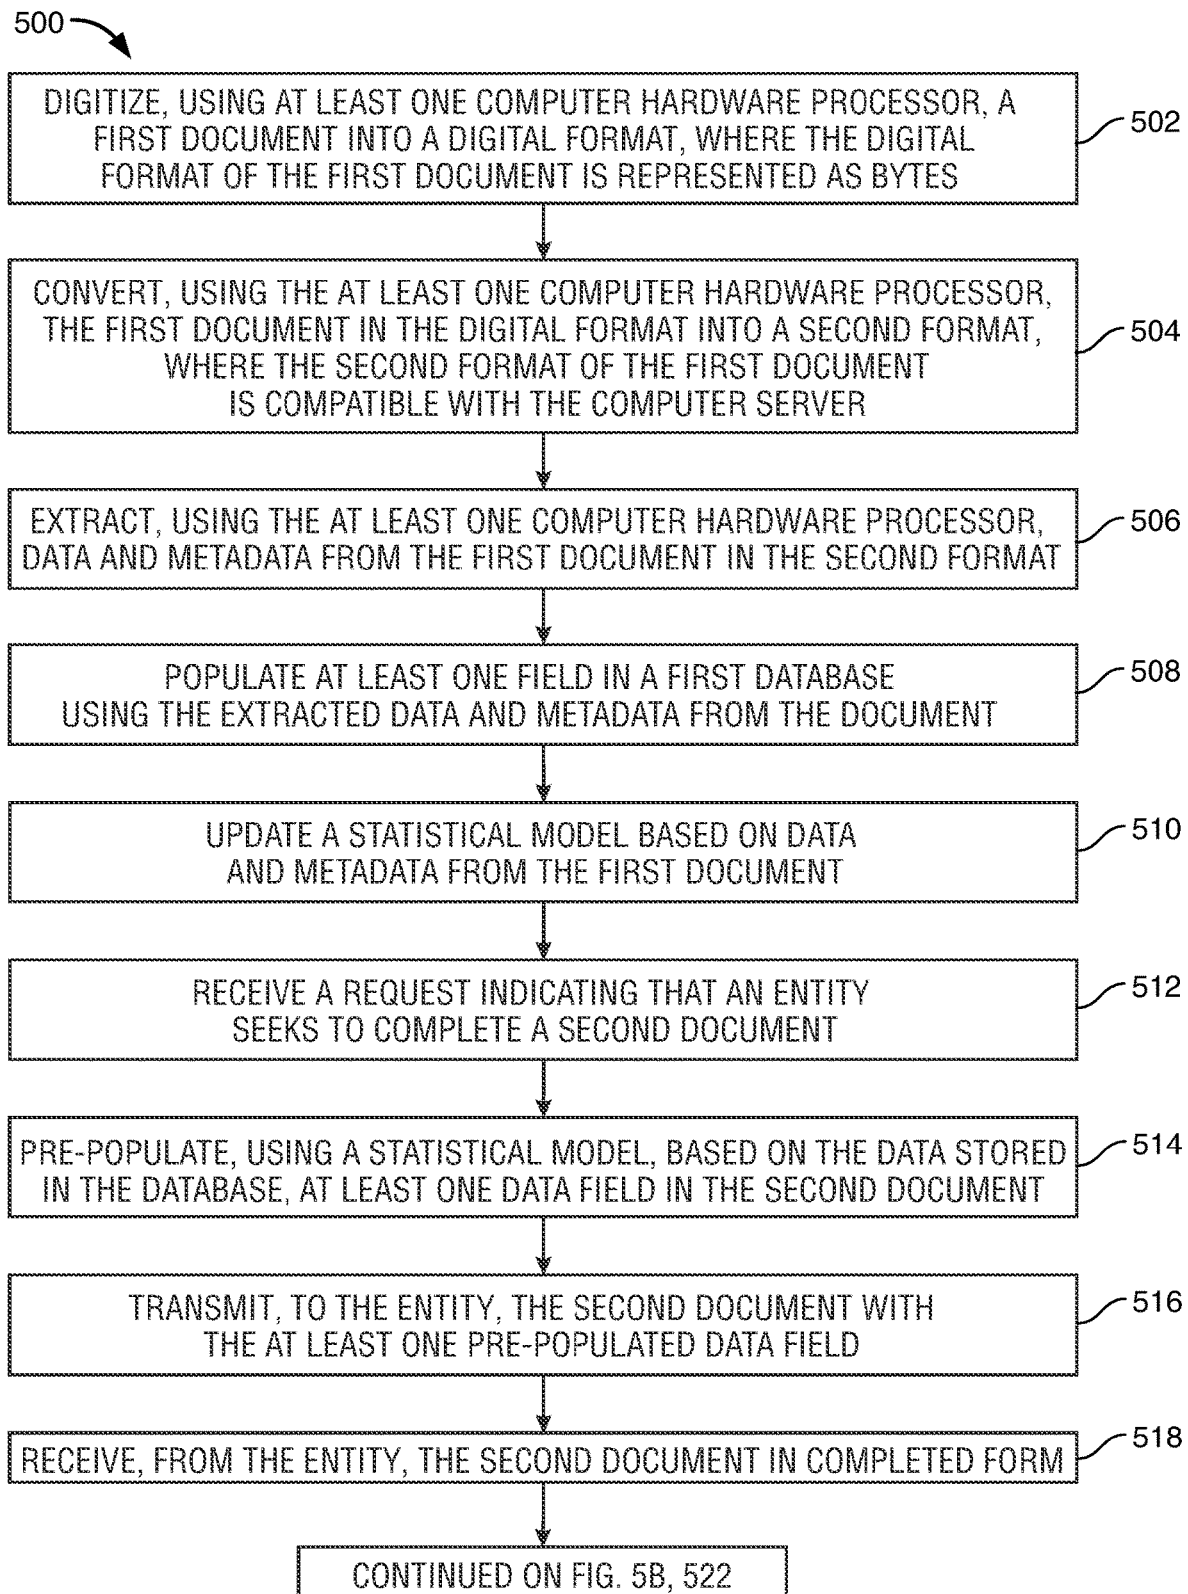 500
DIGITIZE, USING AT LEAST ONE COMPUTER HARDWARE PROCESSOR, A
FIRST DOCUMENT INTO A DIGITAL FORMAT, WHERE THE DIGITAL
FORMAT OF THE FIRST DOCUMENT IS REPRESENTED AS BYTES
502
CONVERT, USING THE AT LEAST ONE COMPUTER HARDWARE PROCESSOR,
THE FIRST DOCUMENT IN THE DIGITAL FORMAT INTO A SECOND FORMAT,
WHERE THE SECOND FORMAT OF THE FIRST DOCUMENT
IS COMPATIBLE WITH THE COMPUTER SERVER
504
EXTRACT, USING THE AT LEAST ONE COMPUTER HARDWARE PROCESSOR,
DATA AND METADATA FROM THE FIRST DOCUMENT IN THE SECOND FORMAT
506
POPULATE AT LEAST ONE FIELD IN A FIRST DATABASE
USING THE EXTRACTED DATA AND METADATA FROM THE DOCUMENT
508
UPDATE A STATISTICAL MODEL BASED ON DATA
AND METADATA FROM THE FIRST DOCUMENT
510
RECEIVE A REQUEST INDICATING THAT AN ENTITY
SEEKS TO COMPLETE A SECOND DOCUMENT
512
PRE-POPULATE, USING A STATISTICAL MODEL, BASED ON THE DATA STORED
IN THE DATABASE, AT LEAST ONE DATA FIELD IN THE SECOND DOCUMENT
514
TRANSMIT, TO THE ENTITY, THE SECOND DOCUMENT WITH
THE AT LEAST ONE PRE-POPULATED DATA FIELD
516
RECEIVE, FROM THE ENTITY, THE SECOND DOCUMENT IN COMPLETED FORM
518
CONTINUED ON FIG. 5B, 522